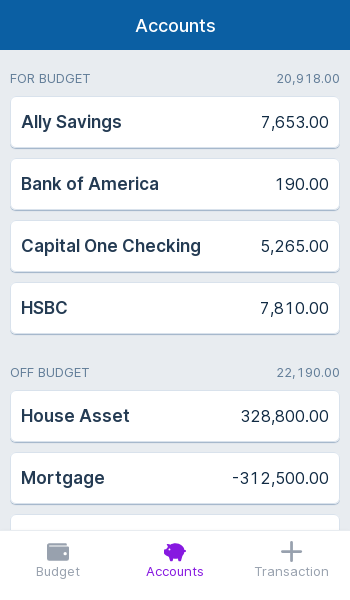 Accounts
FOR BUDGET 20,918.00
Ally Savings 7,653.00
Bank of America 190.00
Capital One Checking 5,265.00
HSBC 7,810.00
OFF BUDGET 22,190.00
House Asset 328,800.00
Mortgage -312,500.00
Budget Accounts Transaction